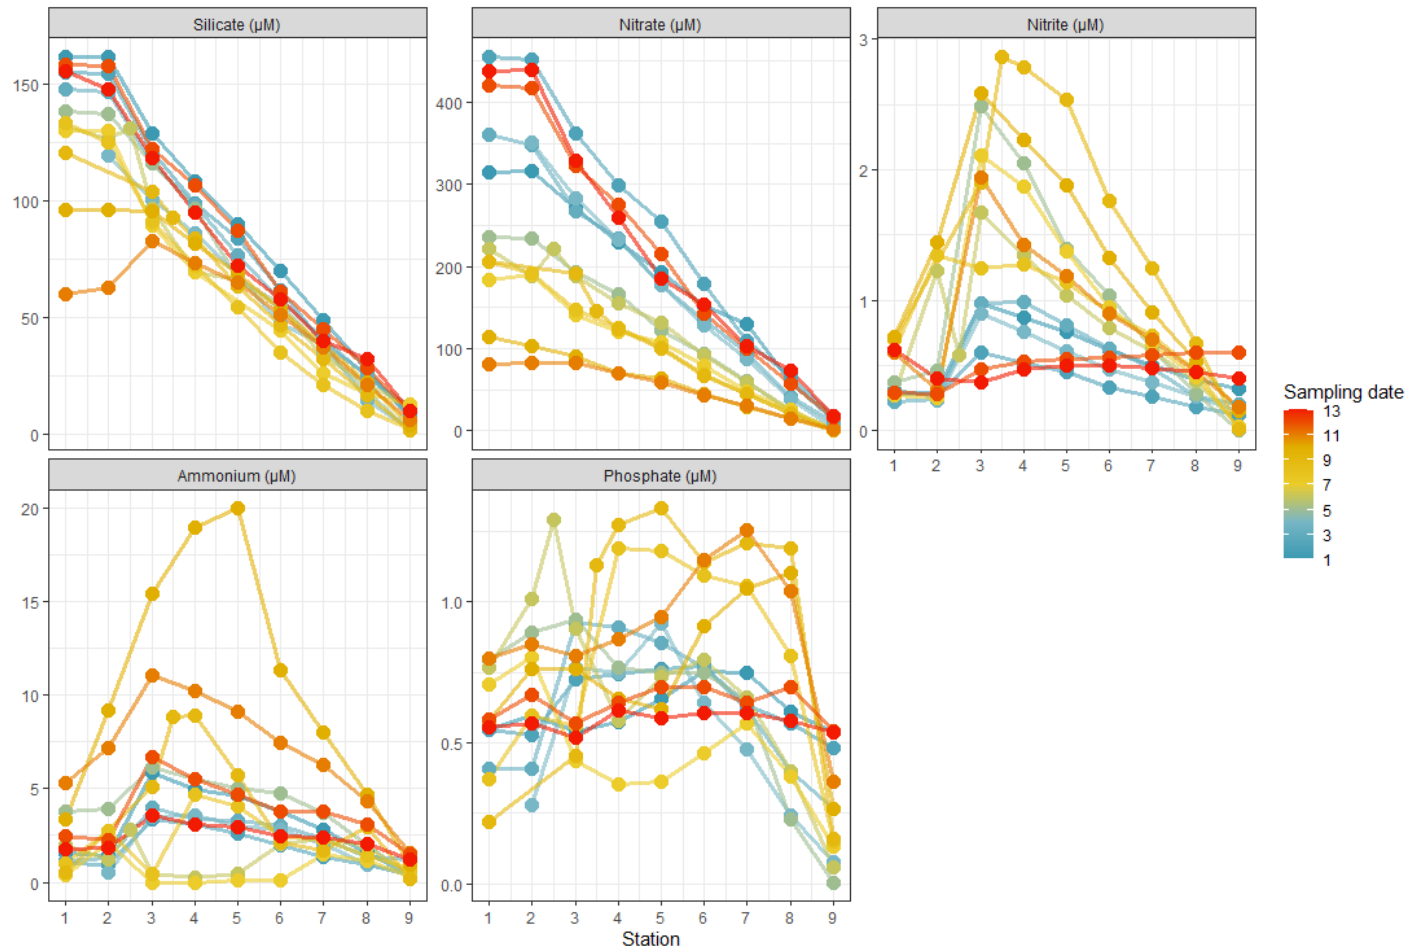 Silicate (µM)
Nitrate (µM)
Nitrite (µM)
150
100
50
0
400
300
200
100
0
3
2
1
0
1 2 3 4 5 6 7 8 9
Sampling date
13
11
9
7
5
3
1
Ammonium (µM)
Phosphate (µM)
20
15
10
5
0
1.0
0.5
0.0
1 2 3 4 5 6 7 8 9
1 2 3 4 5 6 7 8 9
Station